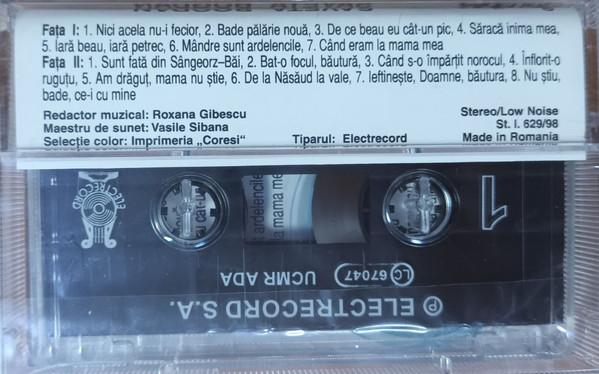 Fața I: 1. Nici acela nu-i fecior, 2. Bade pălărie nouă, 3. De ce beau eu cât-un pic, 4. Săracă inima mea,
5. Iară beau, iară petrec, 6. Mândre sunt ardelencile, 7. Când eram la mama mea
Fața II: 1. Sunt fată din Sângeorz-Băi, 2. Bat-o focul, băutură, 3. Când s-o împărțit norocul, 4. Înflorit-o
rugutu, 5. Am drăguț, mama nu știe, 6. De la Năsăud la vale, 7. Ieftinește, Doamne, băutura, 8. Nu știu,
bade, ce-i cu mine
Redactor muzical: Roxana Gibescu
Maestru de sunet: Vasile Sibana
Selecție color: Imprimeria „Coresi"
Tiparul: Electrecord
Stereo/Low Noise
St. I. 629/98
Made in Romania
ELECTRECORD
cât-un
ardelencile
la mama me
1
LC 67047 UCMR ADA
Ⓟ ELECTRECORD S.A.